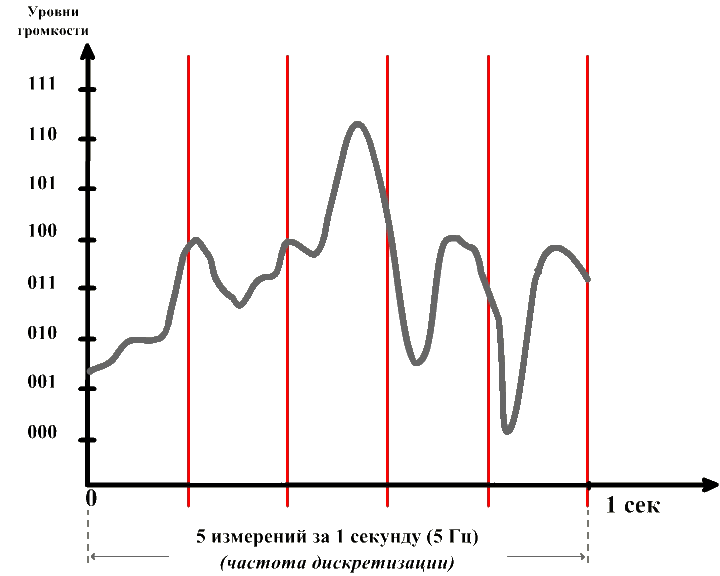 Уровни
громкости
111
110
101
100
011
010
001
000
0
1 сек
5 измерений за 1 секунду (5 Гц)
(частота дискретизации)